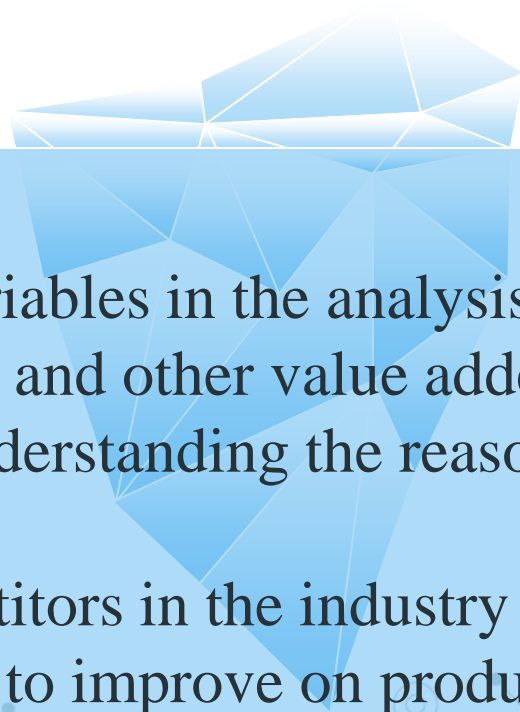 riables in the analysis
and other value adde
derstanding the reaso
titors in the industry
to improve on produ